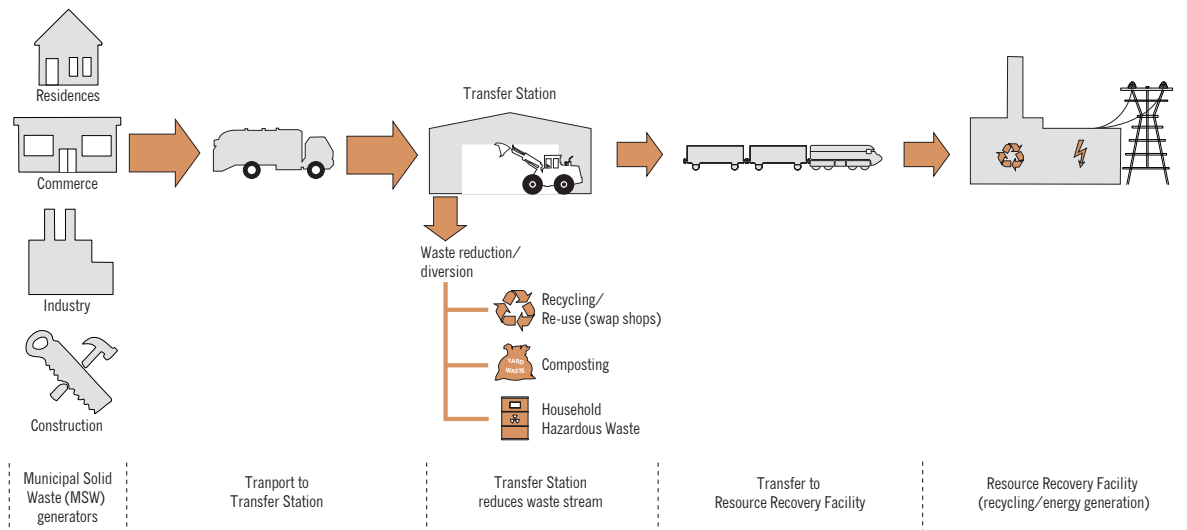 Residences
Commerce
Industry
Construction
Transfer Station
Waste reduction/
diversion
Recycling/
Re-use (swap shops)
YARD
WASTE
Composting
Household
Hazardous Waste
Municipal Solid
Waste (MSW)
generators
Tranport to
Transfer Station
Transfer Station
reduces waste stream
Transfer to
Resource Recovery Facility
Resource Recovery Facility
(recycling/energy generation)